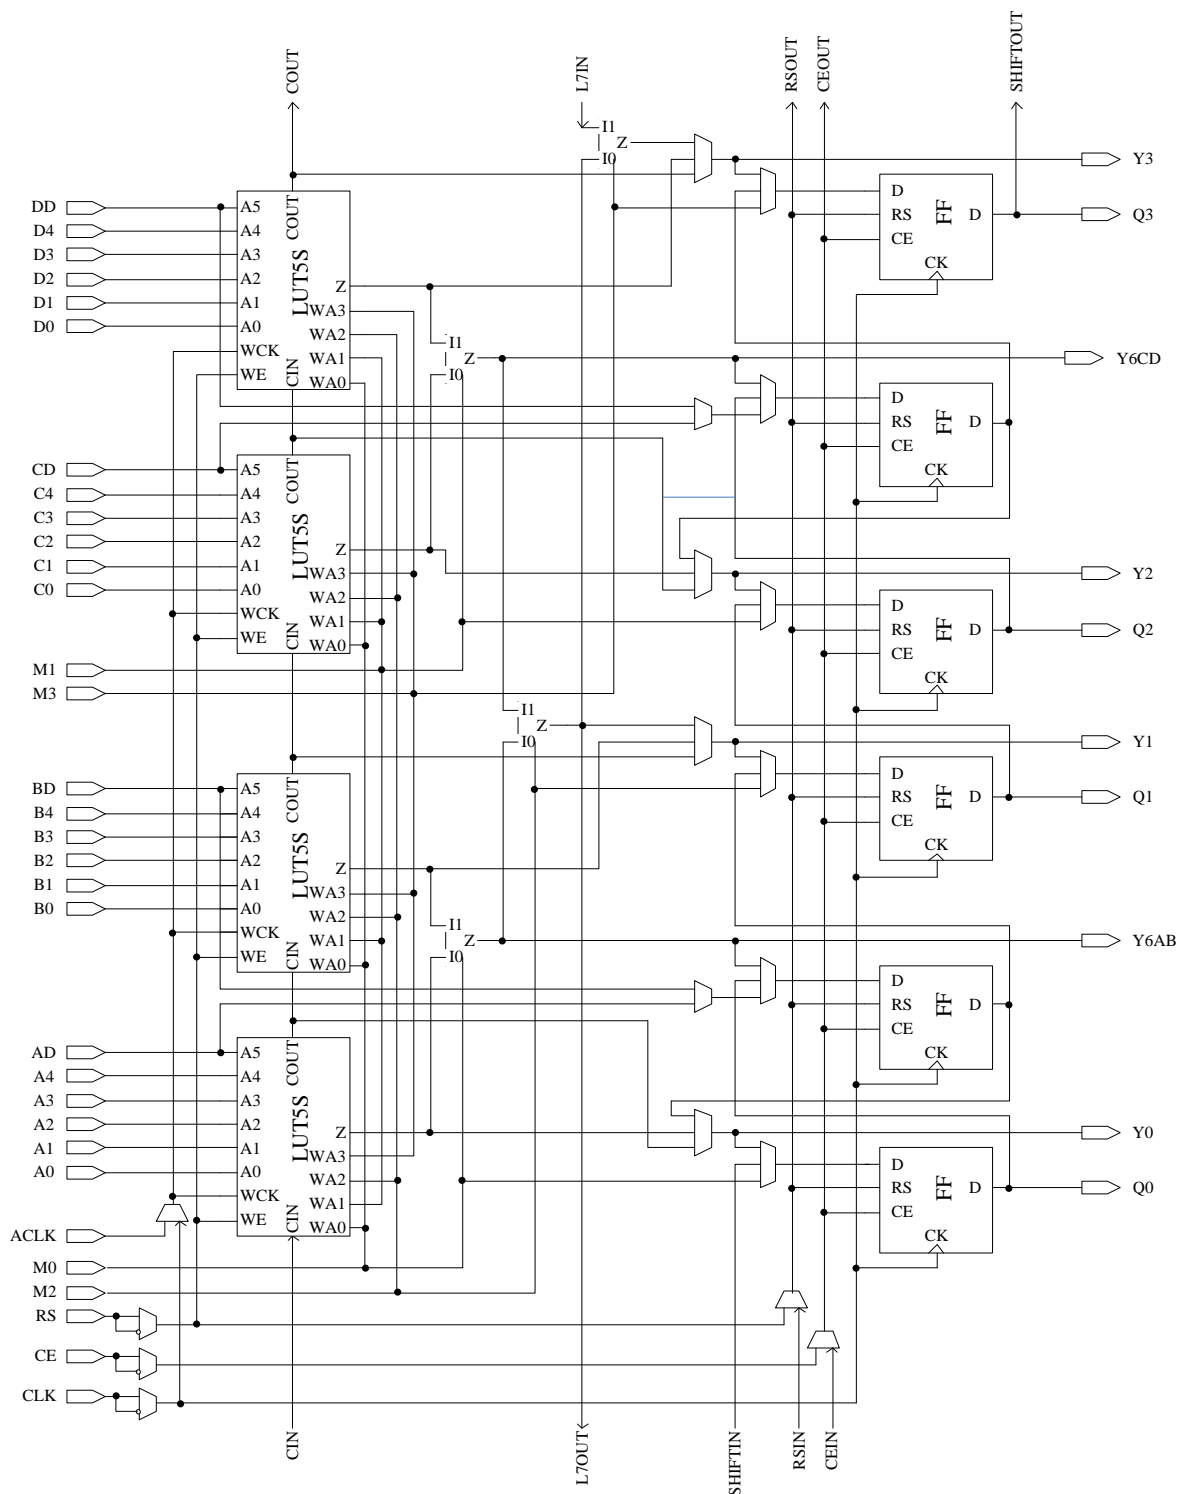 COUT
L7IN
RSOUT
CEOUT
SHIFTOUT
I1
Z
I0
Y3
DD
D4
D3
D2
D1
D0
A5
A4
A3
A2
A1
A0
WCK
WE
COUT
LUT5S
CIN
Z
WA3
WA2
WA1
WA0
D
RS
CE
FF
D
CK
Q3
I1
Z
I0
Y6CD
D
RS
CE
FF
D
CK
CD
C4
C3
C2
C1
C0
A5
A4
A3
A2
A1
A0
WCK
WE
COUT
LUT5S
CIN
Z
WA3
WA2
WA1
WA0
Y2
D
RS
CE
FF
D
CK
Q2
M1
M3
I1
Z
I0
Y1
D
RS
CE
FF
D
CK
Q1
BD
B4
B3
B2
B1
B0
A5
A4
A3
A2
A1
A0
WCK
WE
COUT
LUT5S
CIN
Z
WA3
WA2
WA1
WA0
I1
Z
I0
Y6AB
D
RS
CE
FF
D
CK
AD
A4
A3
A2
A1
A0
A5
A4
A3
A2
A1
A0
WCK
WE
COUT
LUT5S
CIN
Z
WA3
WA2
WA1
WA0
Y0
D
RS
CE
FF
D
CK
Q0
ACLK
M0
M2
RS
CE
CLK
CIN
L7OUT
SHIFTIN
RSIN
CEIN